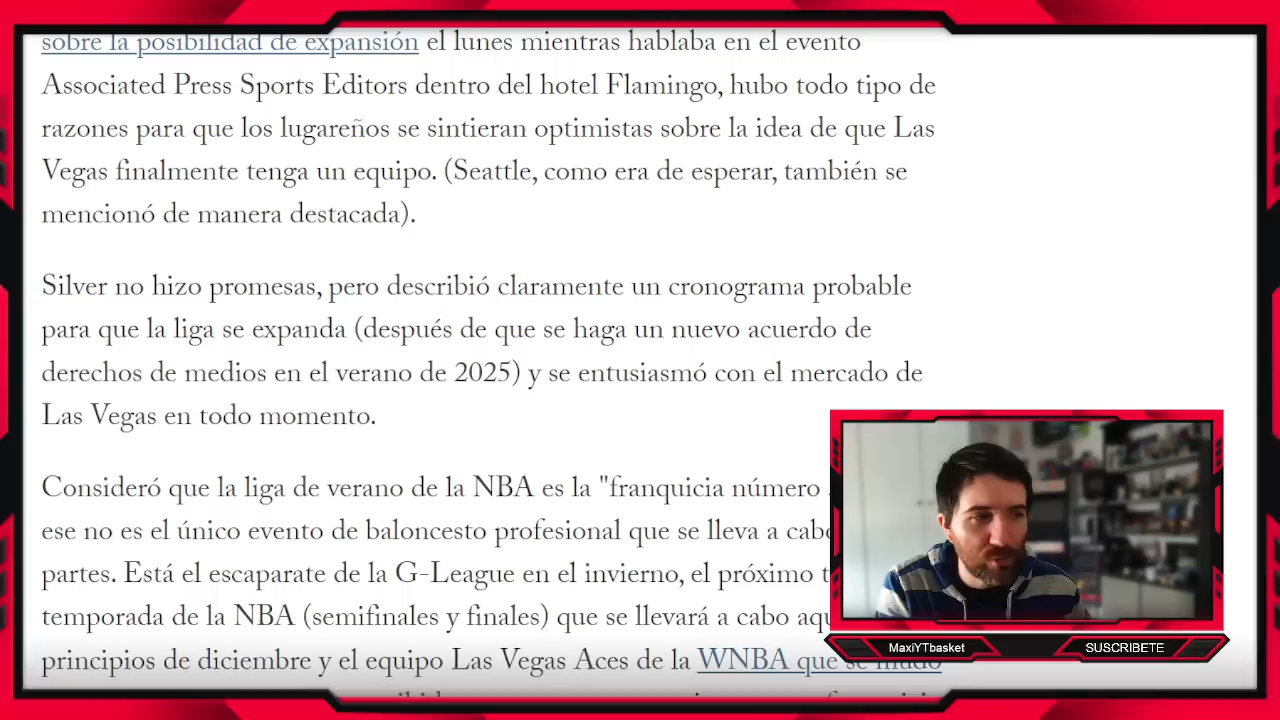 sobre la posibilidad de expansión el lunes mientras hablaba en el evento
Associated Press Sports Editors dentro del hotel Flamingo, hubo todo tipo de
razones para que los lugareños se sintieran optimistas sobre la idea de que Las
Vegas finalmente tenga un equipo. (Seattle, como era de esperar, también se
mencionó de manera destacada).
Silver no hizo promesas, pero describió claramente un cronograma probable
para que la liga se expanda (después de que se haga un nuevo acuerdo de
derechos de medios en el verano de 2025) y se entusiasmó con el mercado de
Las Vegas en todo momento.
Consideró que la liga de verano de la NBA es la "franquicia número
ese no es el único evento de baloncesto profesional que se lleva a cabo
partes. Está el escaparate de la G-League en el invierno, el próximo
temporada de la NBA (semifinales y finales) que se llevará a cabo
principios de diciembre y el equipo Las Vegas Aces de la WNBA que se mudó
MaxiYTbasket
SUSCRIBETE